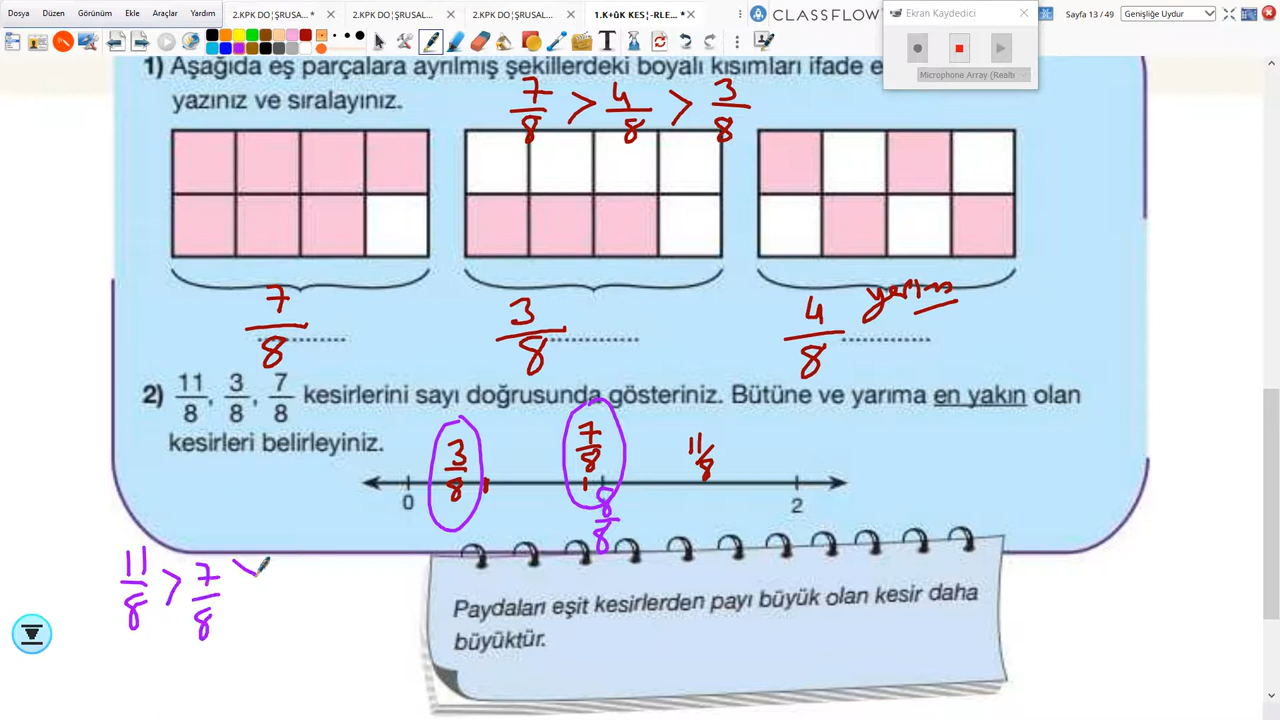 Dosya Düzen Görünüm Ekle Araçlar Yardım
2.KPK DO¦ŞRUSA... * 2.KPK DO¦ŞRUSAL... 2.KPK DO¦ŞRUSAL... 1.K+ûK KES¦-RLE... *
CLASSFLOW
Ekran Kaydedici
Sayfa 13 / 49 Genişliğe Uydur
Microphone Array (Realt
1) Aşağıda eş parçalara ayrılmış şekillerdeki boyalı kısımları ifade e
yazınız ve sıralayınız.
7/8 > 4/8 > 3/8
7/8 3/8 4/8 yarım
2) 11/8, 3/8, 7/8 kesirlerini sayı doğrusunda gösteriniz. Bütüne ve yarıma en yakın olan
kesirleri belirleyiniz.
3/8 7/8 11/8
0 8/8 2
11/8 > 7/8
Paydaları eşit kesirlerden payı büyük olan kesir daha
büyüktür.